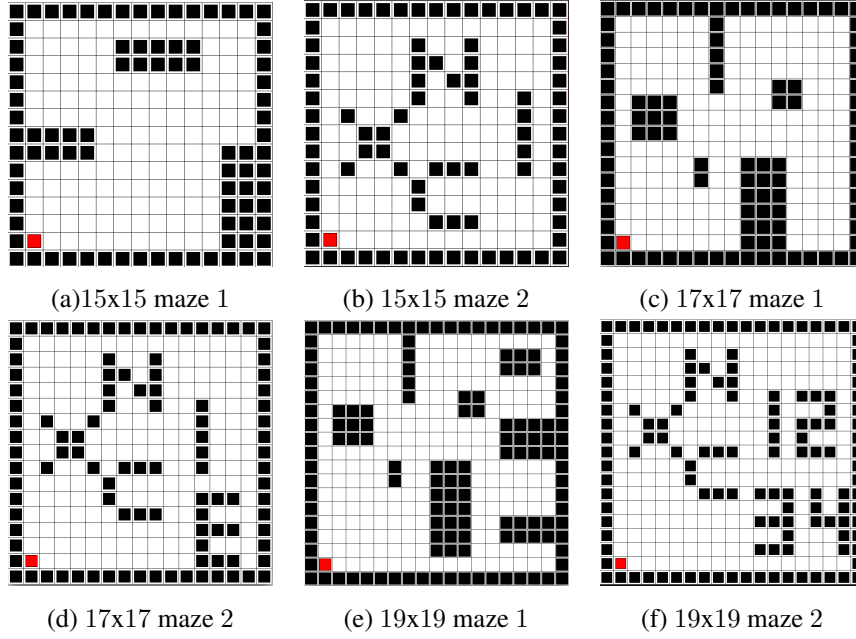 (a)15x15 maze 1
(b) 15x15 maze 2
(c) 17x17 maze 1
(d) 17x17 maze 2
(e) 19x19 maze 1
(f) 19x19 maze 2